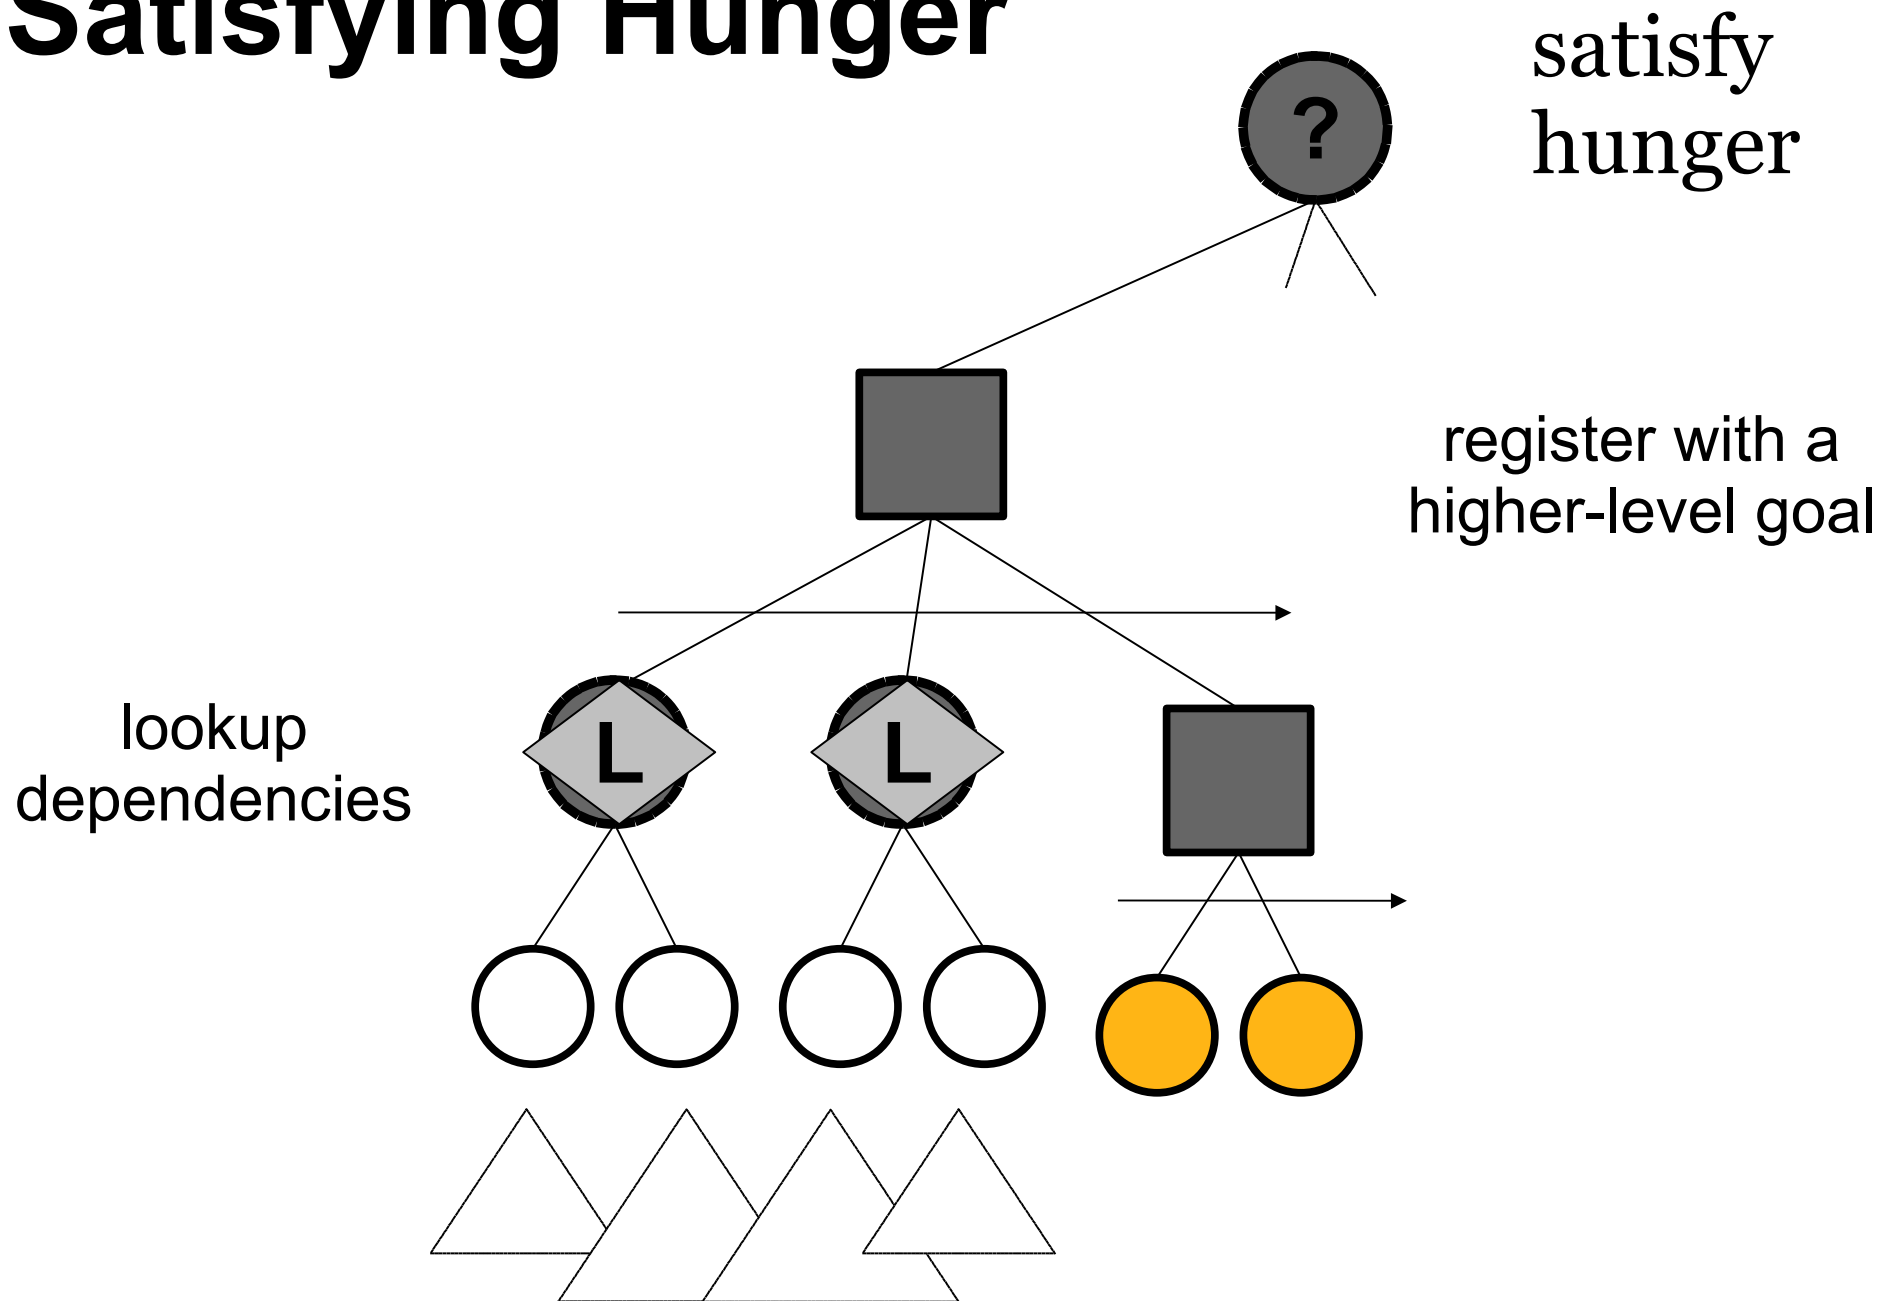 Satisfying Hunger
satisfy
hunger
?
register with a
higher-level goal
lookup
dependencies
L
L